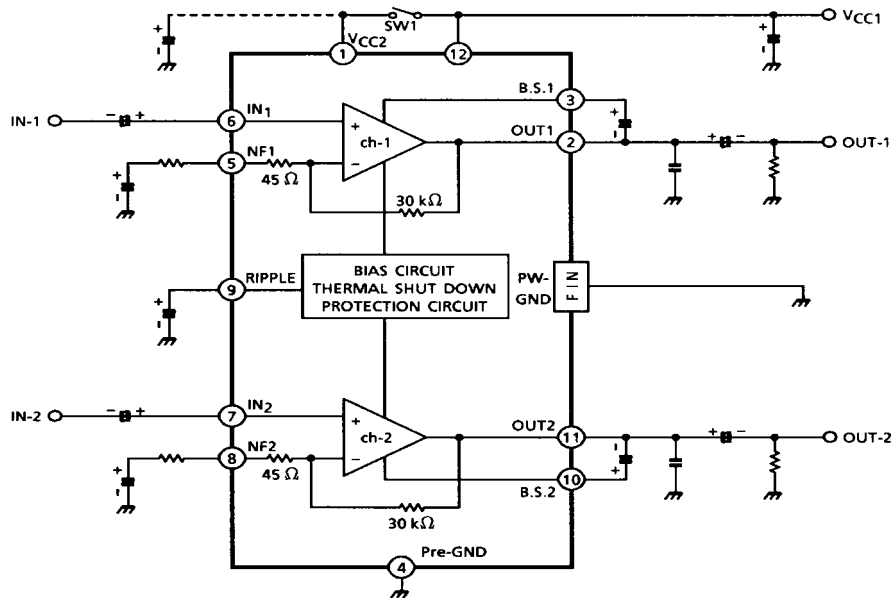 +
-
SW1
VCC1
+
-
VCC2
1
12
B.S.1
3
IN-1
- +
IN1
6
+
ch-1
-
OUT1
2
+
-
+ -
OUT-1
NF1
5
45 Ω
30 kΩ
+
-
RIPPLE
9
BIAS CIRCUIT
THERMAL SHUT DOWN
PROTECTION CIRCUIT
PW-
GND
FIN
+
-
IN-2
- +
IN2
7
+
ch-2
-
OUT2
11
-
+
+ -
OUT-2
NF2
8
45 Ω
10
B.S.2
30 kΩ
+
-
Pre-GND
4